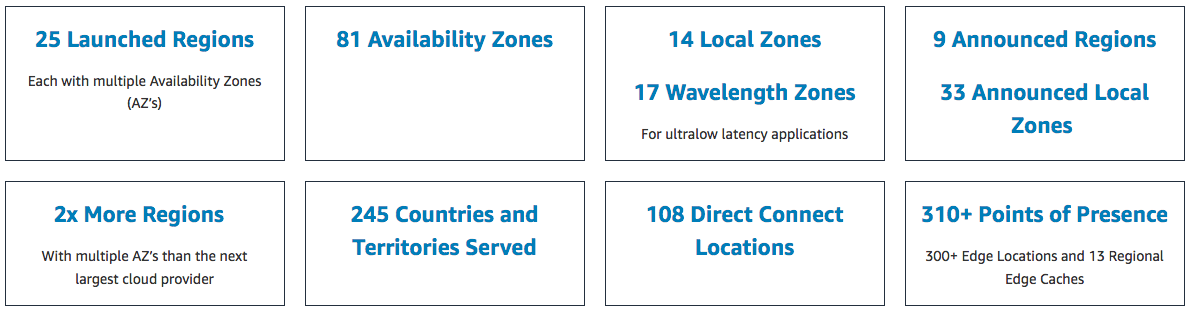 25 Launched Regions
Each with multiple Availability Zones
(AZ's)
81 Availability Zones
14 Local Zones
17 Wavelength Zones
For ultralow latency applications
9 Announced Regions
33 Announced Local
Zones
2x More Regions
With multiple AZ's than the next
largest cloud provider
245 Countries and
Territories Served
108 Direct Connect
Locations
310+ Points of Presence
300+ Edge Locations and 13 Regional
Edge Caches